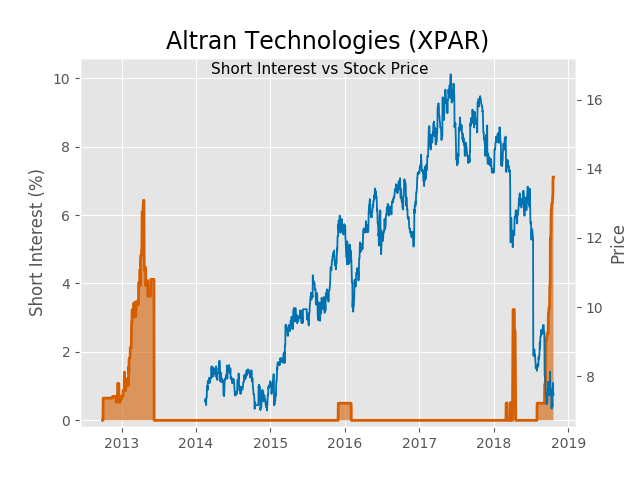 Altran Technologies (XPAR)
Short Interest vs Stock Price
Short Interest (%)
10
8
6
4
2
0
16
14
12
10
8
Price
2013 2014 2015 2016 2017 2018 2019